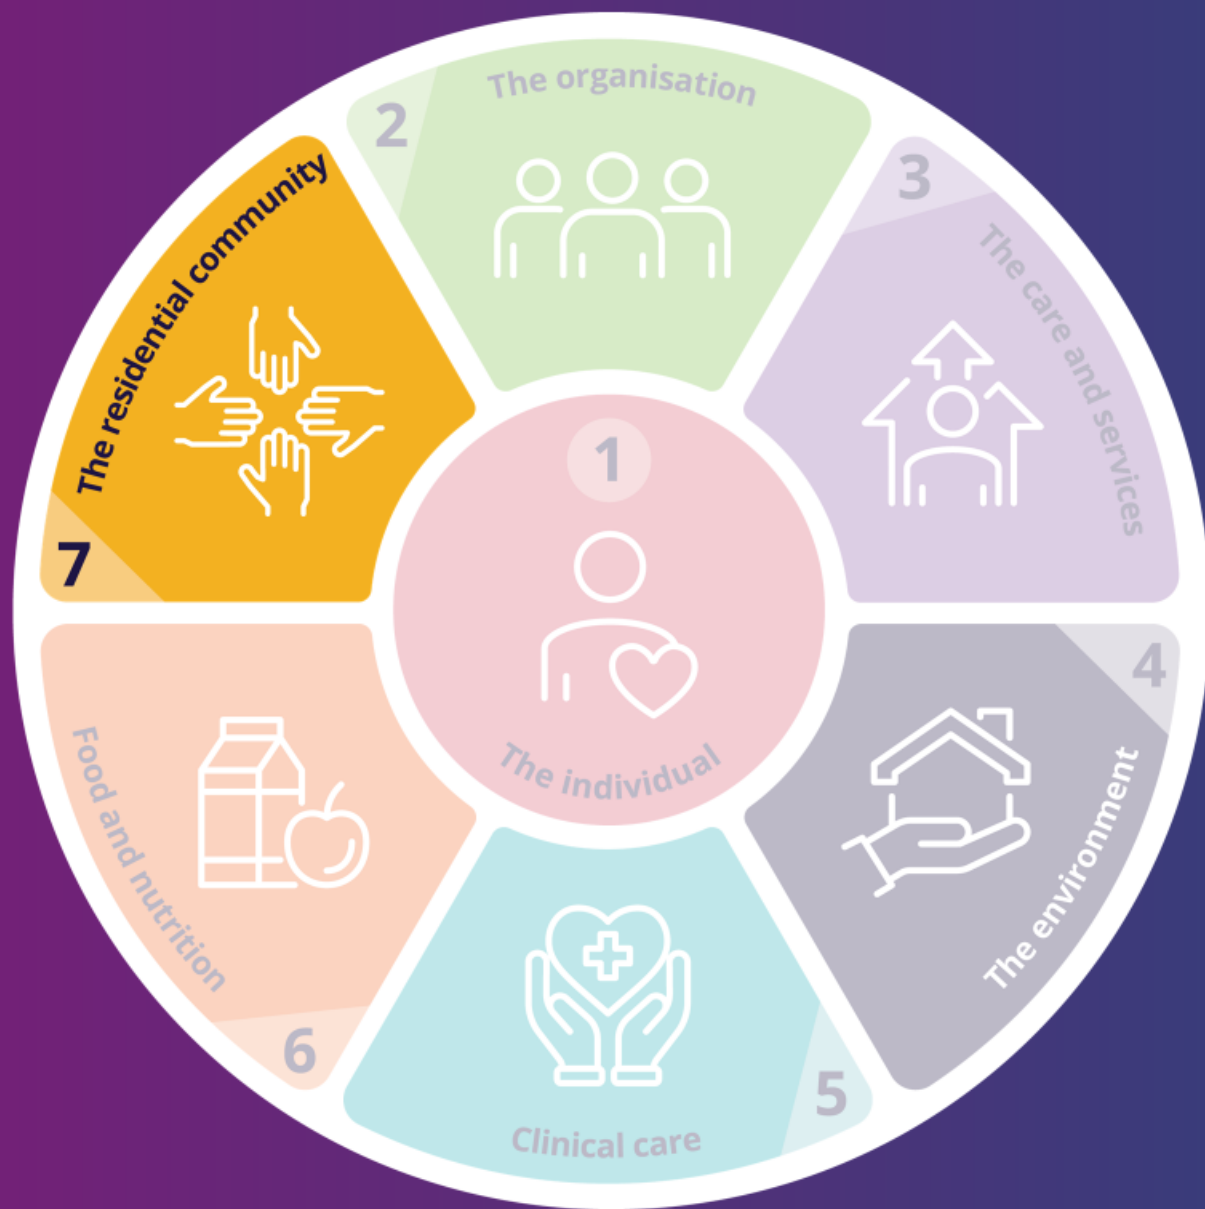 1
The individual
2
The organisation
3
The care and services
4
The environment
5
Clinical care
6
Food and nutrition
7
The residential community